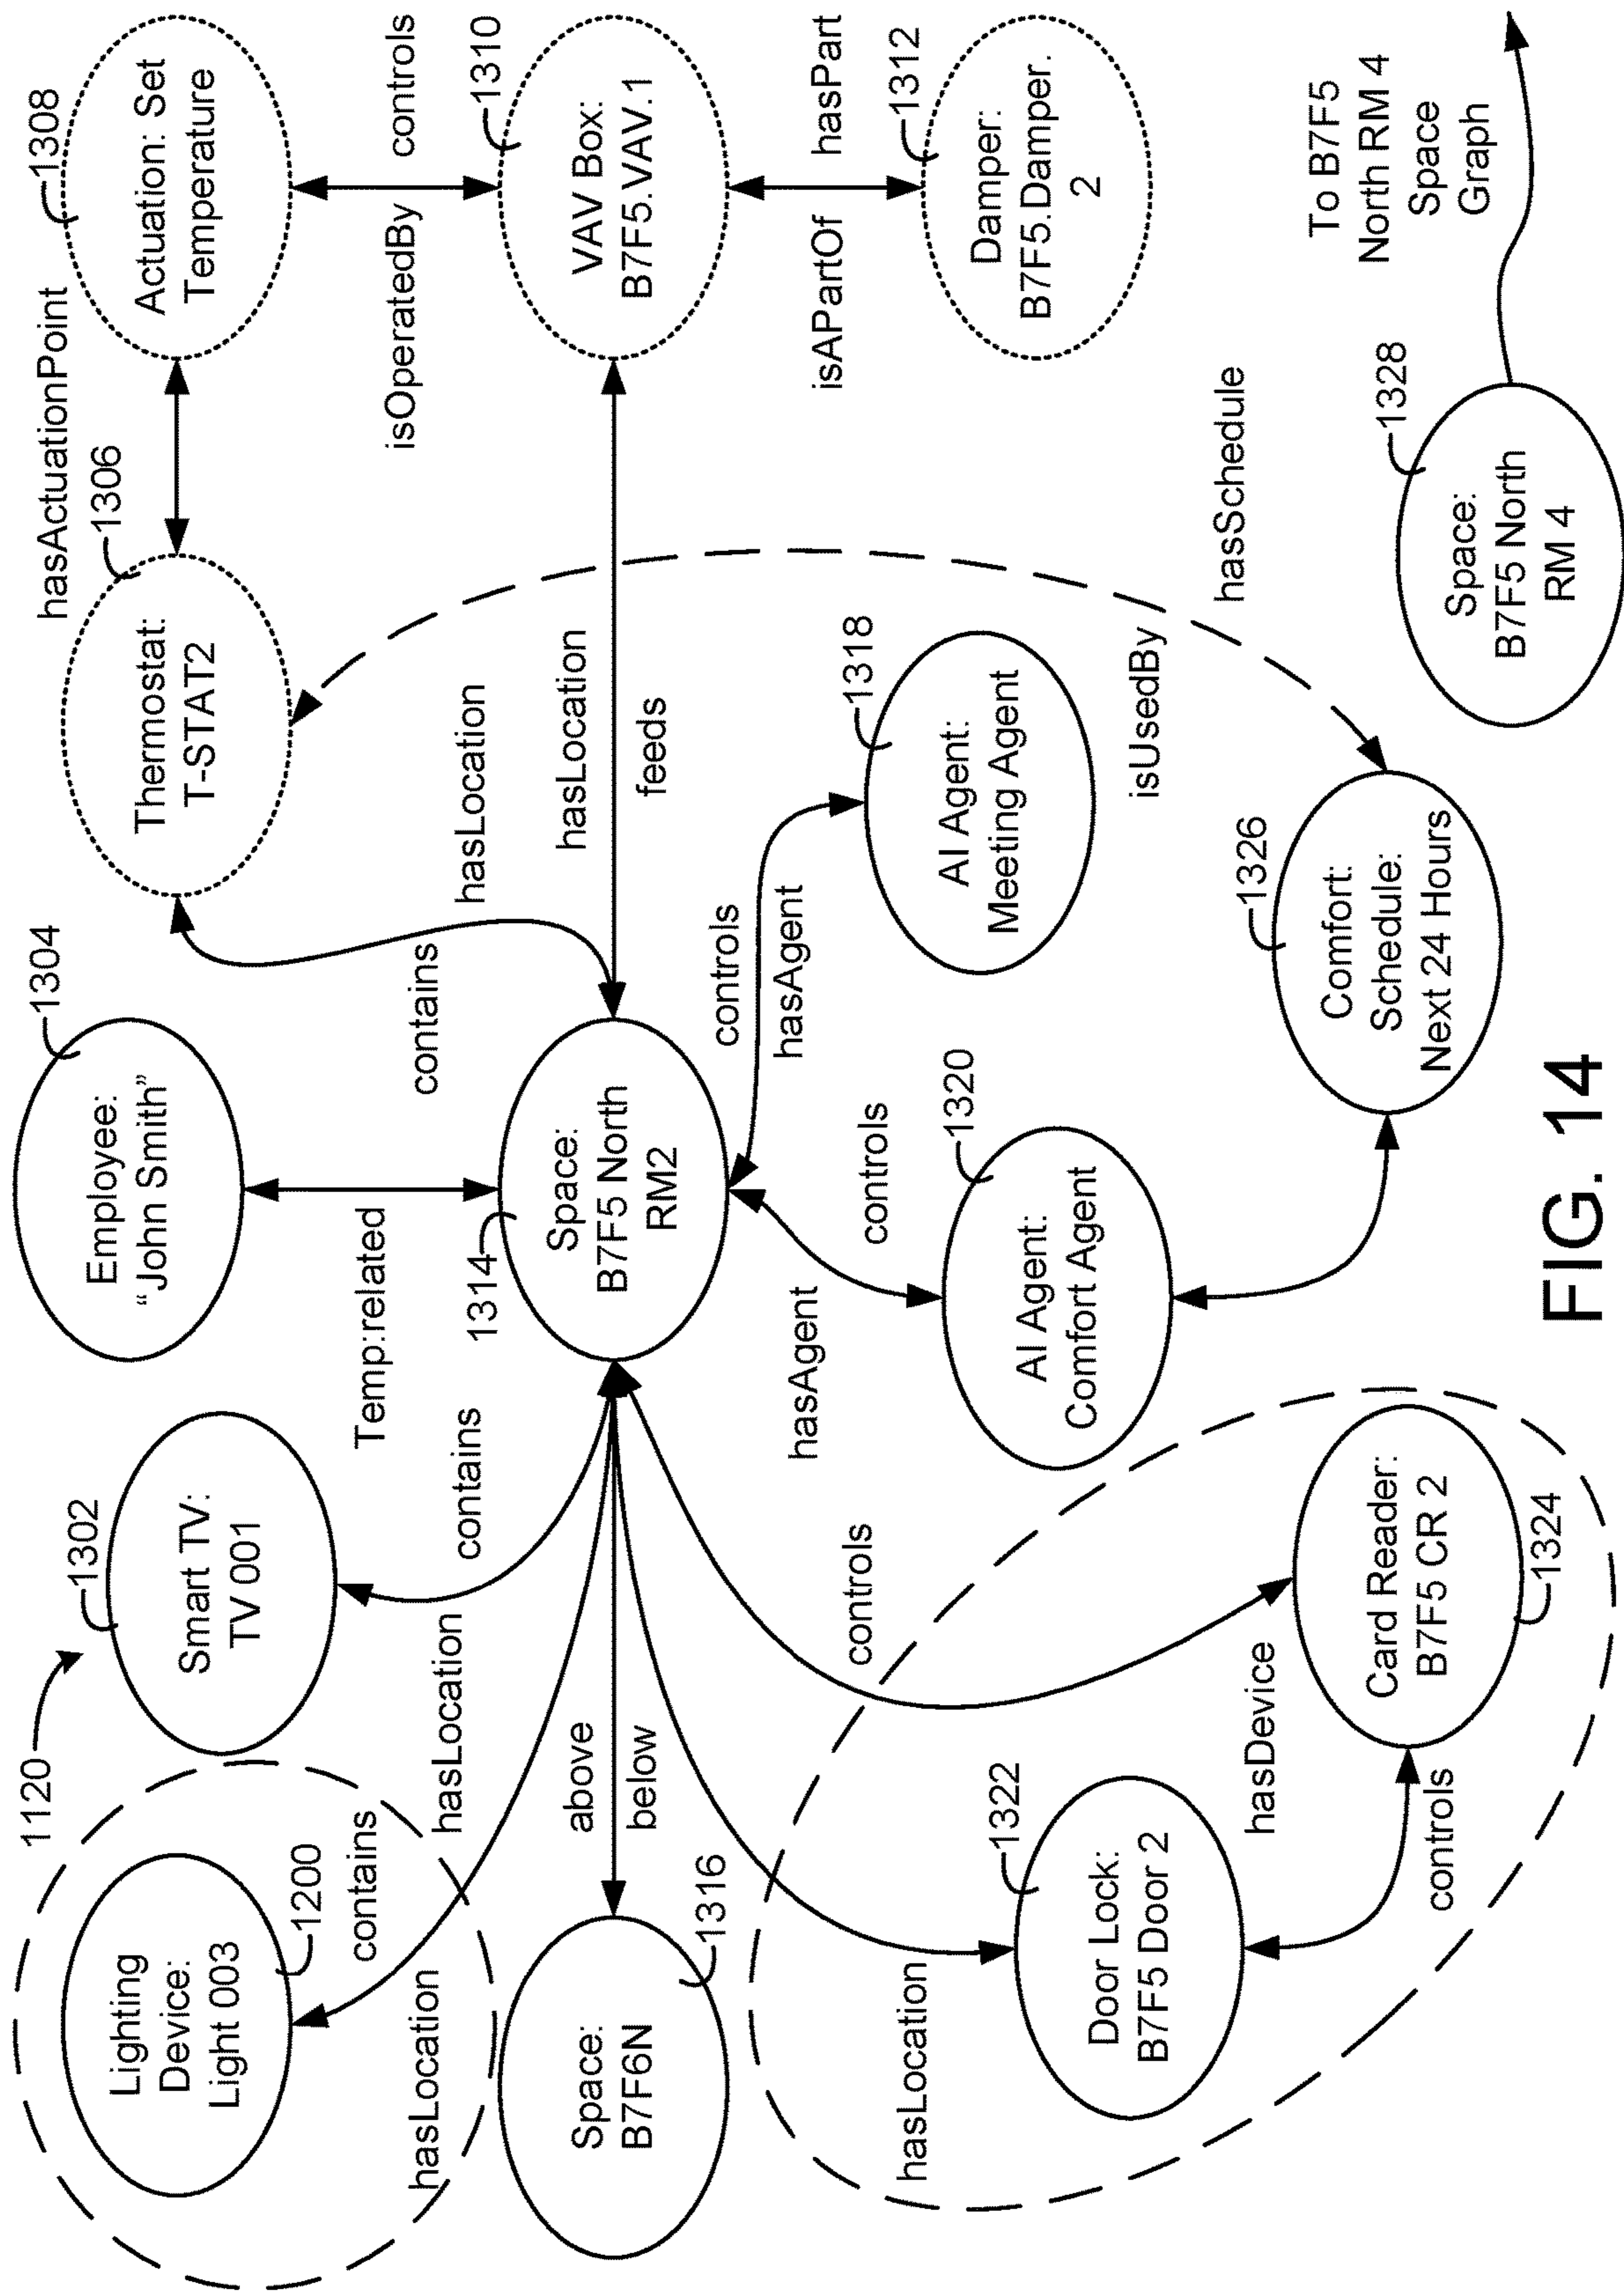 1120
Lighting
Device:
Light 003
1200
contains
hasLocation
1302
Smart TV:
TV 001
contains
hasLocation
1304
Employee:
“John Smith”
Temp:related
1306
Thermostat:
T-STAT2
contains
hasLocation
hasActuationPoint
1308
Actuation: Set
Temperature
isOperatedBy
controls
1310
VAV Box:
B7F5.VAV.1
hasLocation
feeds
isAPartOf
hasPart
1312
Damper:
B7F5.Damper.
2
1314
Space:
B7F5 North
RM2
above
below
1316
Space:
B7F6N
controls
hasAgent
1318
AI Agent:
Meeting Agent
hasAgent
controls
1320
AI Agent:
Comfort Agent
hasLocation
controls
1322
Door Lock:
B7F5 Door 2
hasDevice
controls
Card Reader:
B7F5 CR 2
1324
isUsedBy
hasSchedule
1326
Comfort:
Schedule:
Next 24 Hours
1328
Space:
B7F5 North
RM 4
To B7F5
North RM 4
Space
Graph
FIG. 14